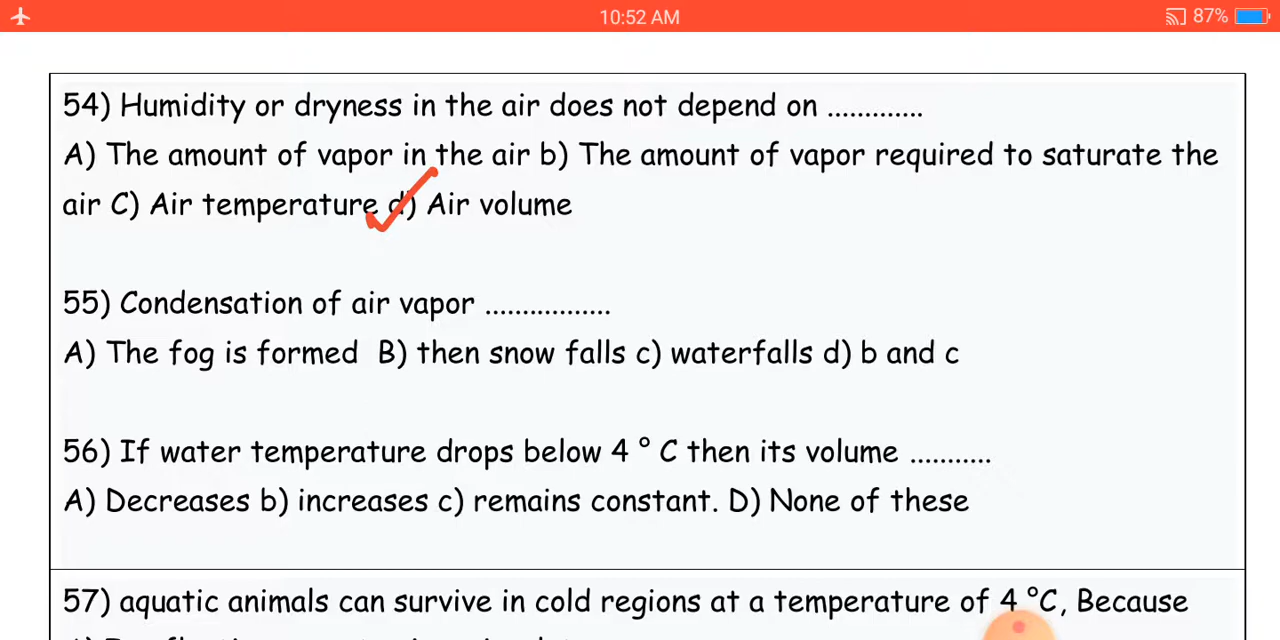 10:52 AM
87%
54) Humidity or dryness in the air does not depend on .............
A) The amount of vapor in the air b) The amount of vapor required to saturate the
air C) Air temperature d) Air volume
55) Condensation of air vapor .................
A) The fog is formed B) then snow falls c) waterfalls d) b and c
56) If water temperature drops below 4 ° C then its volume ...........
A) Decreases b) increases c) remains constant. D) None of these
57) aquatic animals can survive in cold regions at a temperature of 4 °C, Because